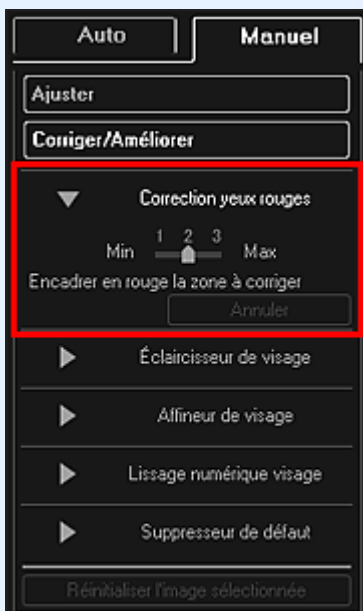 Auto Manuel
Ajuster
Corriger/Améliorer
Correction yeux rouges
1 2 3
Min Max
Encadrer en rouge la zone à corriger
Annuler
Éclaircisseur de visage
Affineur de visage
Lissage numérique visage
Suppresseur de défaut
Réinitialiser l'image sélectionnée